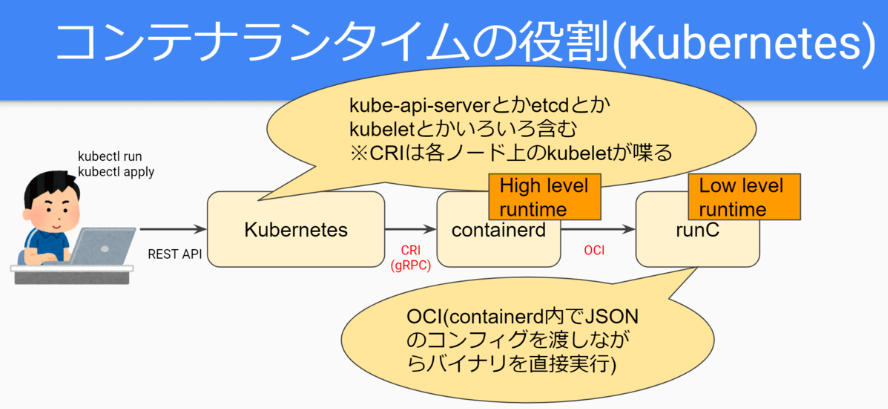 コンテナランタイムの役割(Kubernetes)
kube-api-serverとかetcdとか
kubeletとかいろいろ含む
※CRIは各ノード上のkubeletが喋る
kubectl run
kubectl apply
High level
runtime
Low level
runtime
Kubernetes
containerd
runC
REST API
CRI
(gRPC)
OCI
OCI(containerd内でJSON
のコンフィグを渡しなが
らバイナリを直接実行)